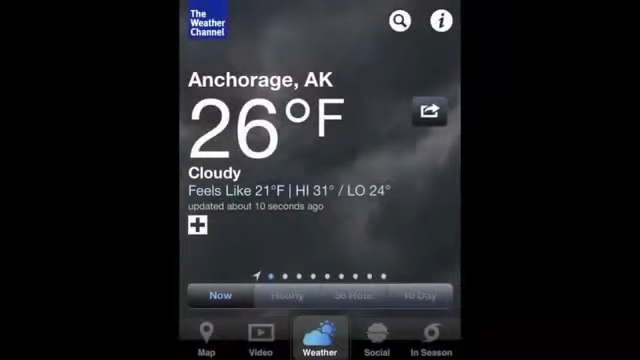 The
Weather
Channel
i
Anchorage, AK
26°F
Cloudy
Feels Like 21°F | HI 31° / LO 24°
updated about 10 seconds ago
Now Hourly 36 Hour 10 Day
Map Video Weather Social In Season